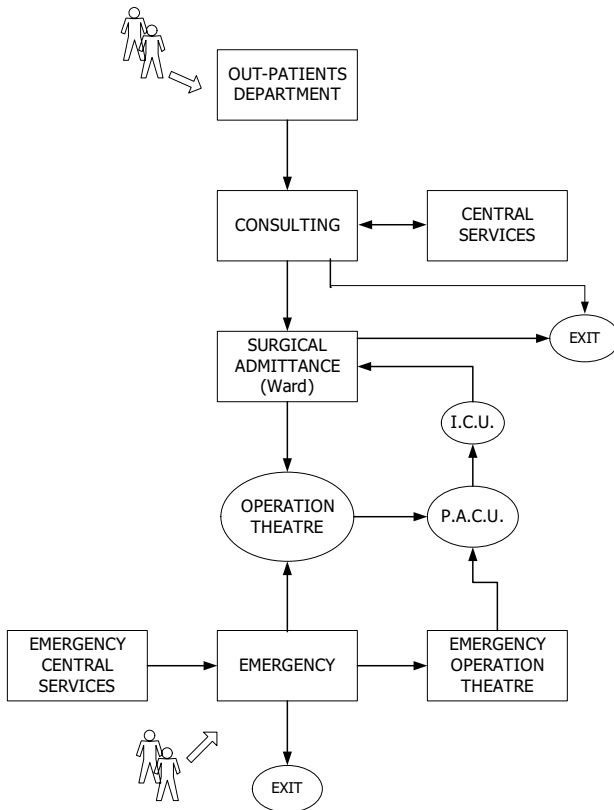 OUT-PATIENTS
DEPARTMENT
CONSULTING
CENTRAL
SERVICES
SURGICAL
ADMITTANCE
(Ward)
EXIT
I.C.U.
OPERATION
THEATRE
P.A.C.U.
EMERGENCY
CENTRAL
SERVICES
EMERGENCY
EMERGENCY
OPERATION
THEATRE
EXIT